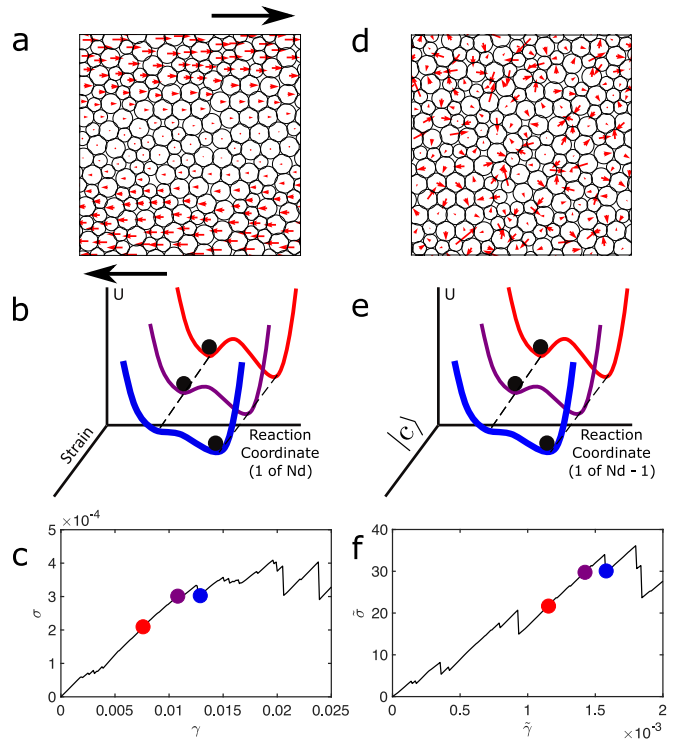 a
d
b
U
Strain
Reaction
Coordinate
(1 of Nd)
e
U
|c⟩
Reaction
Coordinate
(1 of Nd - 1)
c
×10⁻⁴
5
4
3
2
1
0
σ
0
0.005
0.01
0.015
0.02
0.025
γ
f
40
30
20
10
0
σ̃
0
0.5
1
1.5
2
×10⁻³
γ̃